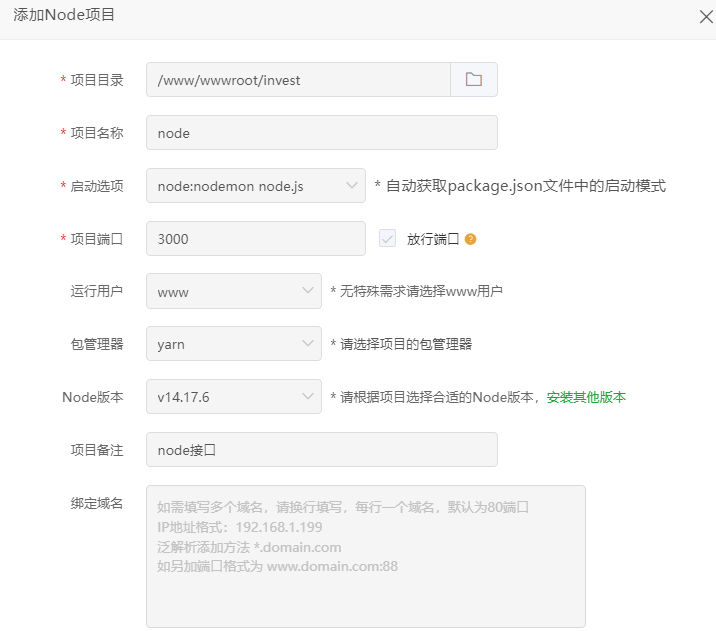 添加Node项目
* 项目目录 /www/wwwroot/invest
* 项目名称 node
* 启动选项 node:nodemon node.js * 自动获取package.json文件中的启动模式
* 项目端口 3000 放行端口 ?
运行用户 www * 无特殊需求请选择www用户
包管理器 yarn * 请选择项目的包管理器
Node版本 v14.17.6 * 请根据项目选择合适的Node版本，安装其他版本
项目备注 node接口
绑定域名 如需填写多个域名，请换行填写，每行一个域名，默认为80端口
IP地址格式：192.168.1.199
泛解析添加方法 *.domain.com
如另加端口格式为 www.domain.com:88